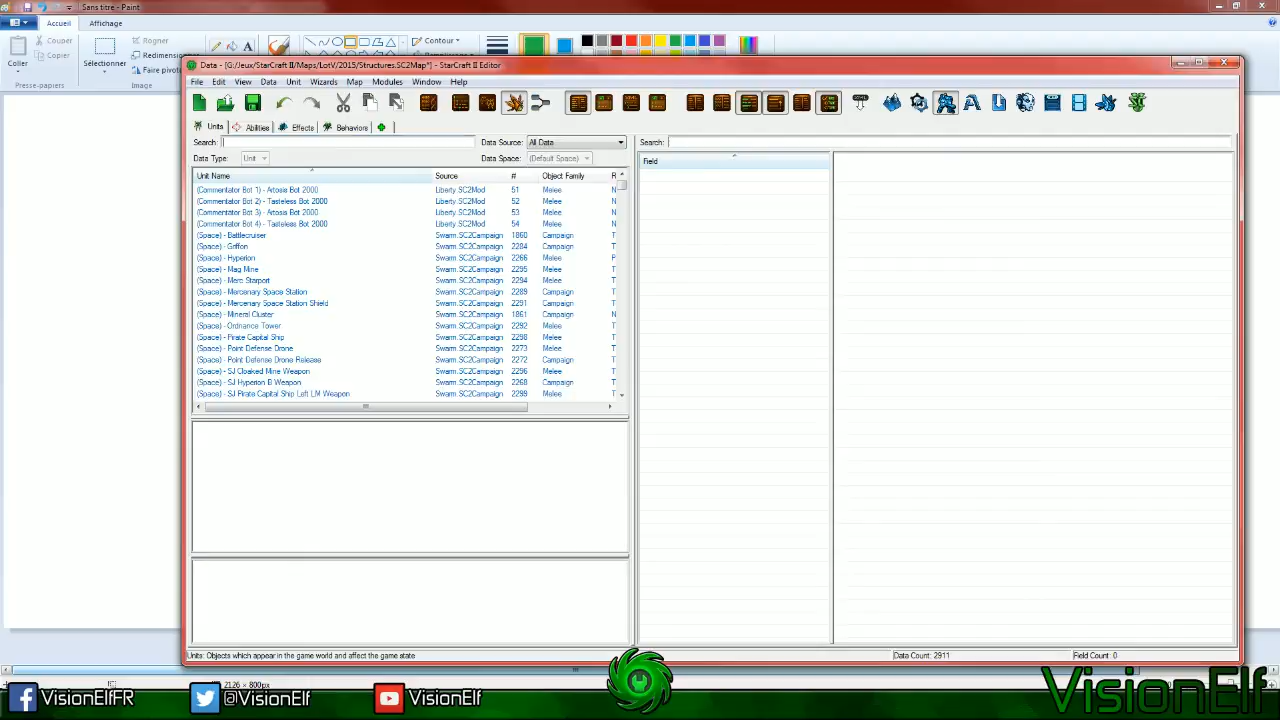 Sans titre - Paint
Accueil
Affichage
Coller
Couper
Copier
Presse-papiers
Sélectionner
Rogner
Redimensionner
Faire pivot
Image
Contour
Data - [G:/Jeux/StarCraft II/Maps/LotV/2015/Structures.SC2Map*] - StarCraft II Editor
File Edit View Data Unit Wizards Map Modules Window Help
Units Abilities Effects Behaviors
Search: Data Source: All Data Search:
Data Type: Unit Data Space: (Default Space)
Unit Name Source # Object Family R Field
(Commentator Bot 1) - Artosis Bot 2000 Liberty.SC2Mod 51 Melee N
(Commentator Bot 2) - Tasteless Bot 2000 Liberty.SC2Mod 52 Melee N
(Commentator Bot 3) - Artosis Bot 2000 Liberty.SC2Mod 53 Melee N
(Commentator Bot 4) - Tasteless Bot 2000 Liberty.SC2Mod 54 Melee N
(Space) - Battlecruiser Swarm.SC2Campaign 1860 Campaign T
(Space) - Griffon Swarm.SC2Campaign 2284 Campaign T
(Space) - Hyperion Swarm.SC2Campaign 2266 Campaign P
(Space) - Mag Mine Swarm.SC2Campaign 2295 Melee T
(Space) - Merc Starport Swarm.SC2Campaign 2294 Melee T
(Space) - Mercenary Space Station Swarm.SC2Campaign 2289 Campaign T
(Space) - Mercenary Space Station Shield Swarm.SC2Campaign 2291 Campaign T
(Space) - Mineral Cluster Swarm.SC2Campaign 1861 Campaign N
(Space) - Ordnance Tower Swarm.SC2Campaign 2292 Melee T
(Space) - Pirate Capital Ship Swarm.SC2Campaign 2298 Melee T
(Space) - Point Defense Drone Swarm.SC2Campaign 2273 Melee T
(Space) - Point Defense Drone Release Swarm.SC2Campaign 2272 Campaign T
(Space) - SJ Cloaked Mine Weapon Swarm.SC2Campaign 2296 Melee T
(Space) - SJ Hyperion B Weapon Swarm.SC2Campaign 2268 Campaign T
(Space) - SJ Pirate Capital Ship Left LM Weapon Swarm.SC2Campaign 2299 Melee T
Units: Objects which appear in the game world and affect the game state Data Count: 2911 Field Count: 0
2126 × 800px
VisionElfFR @VisionElf VisionElf VisionElf